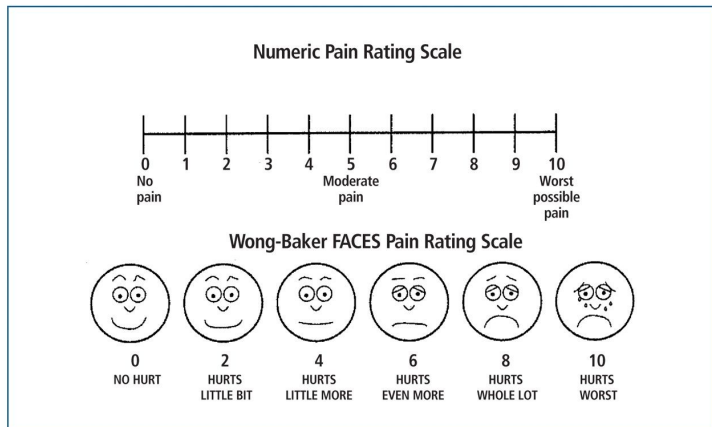 Numeric Pain Rating Scale
0 1 2 3 4 5 6 7 8 9 10
No pain
Moderate pain
Worst possible pain
Wong-Baker FACES Pain Rating Scale
0 2 4 6 8 10
NO HURT
HURTS LITTLE BIT
HURTS LITTLE MORE
HURTS EVEN MORE
HURTS WHOLE LOT
HURTS WORST